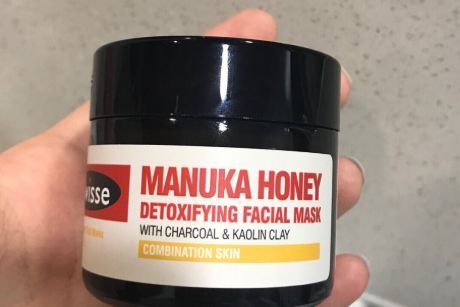 isse
MANUKA HONEY
DETOXIFYING FACIAL MASK
WITH CHARCOAL & KAOLIN CLAY
COMBINATION SKIN